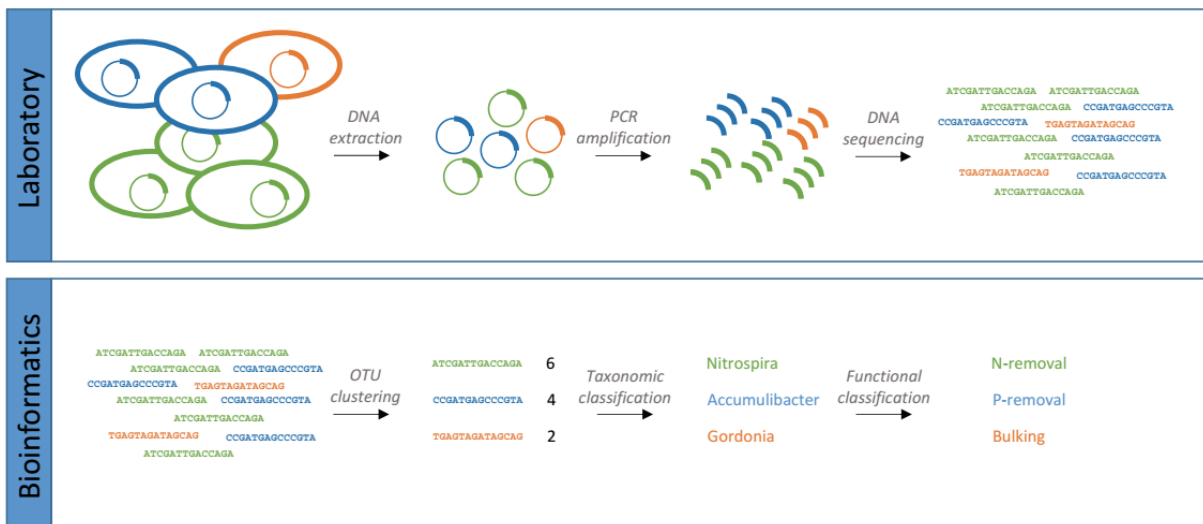 Laboratory
DNA
extraction
PCR
amplification
DNA
sequencing
ATCGATTGACCAGA ATCGATTGACCAGA
ATCGATTGACCAGA CCGATGAGCCCGTA
CCGATGAGCCCGTA TGAGTAGATAGCAG
ATCGATTGACCAGA CCGATGAGCCCGTA
ATCGATTGACCAGA
TGAGTAGATAGCAG CCGATGAGCCCGTA
ATCGATTGACCAGA
Bioinformatics
ATCGATTGACCAGA ATCGATTGACCAGA
ATCGATTGACCAGA CCGATGAGCCCGTA
CCGATGAGCCCGTA TGAGTAGATAGCAG
ATCGATTGACCAGA CCGATGAGCCCGTA
ATCGATTGACCAGA
TGAGTAGATAGCAG CCGATGAGCCCGTA
ATCGATTGACCAGA
OTU
clustering
ATCGATTGACCAGA 6
CCGATGAGCCCGTA 4
TGAGTAGATAGCAG 2
Taxonomic
classification
Nitrospira
Accumulibacter
Gordonia
Functional
classification
N-removal
P-removal
Bulking